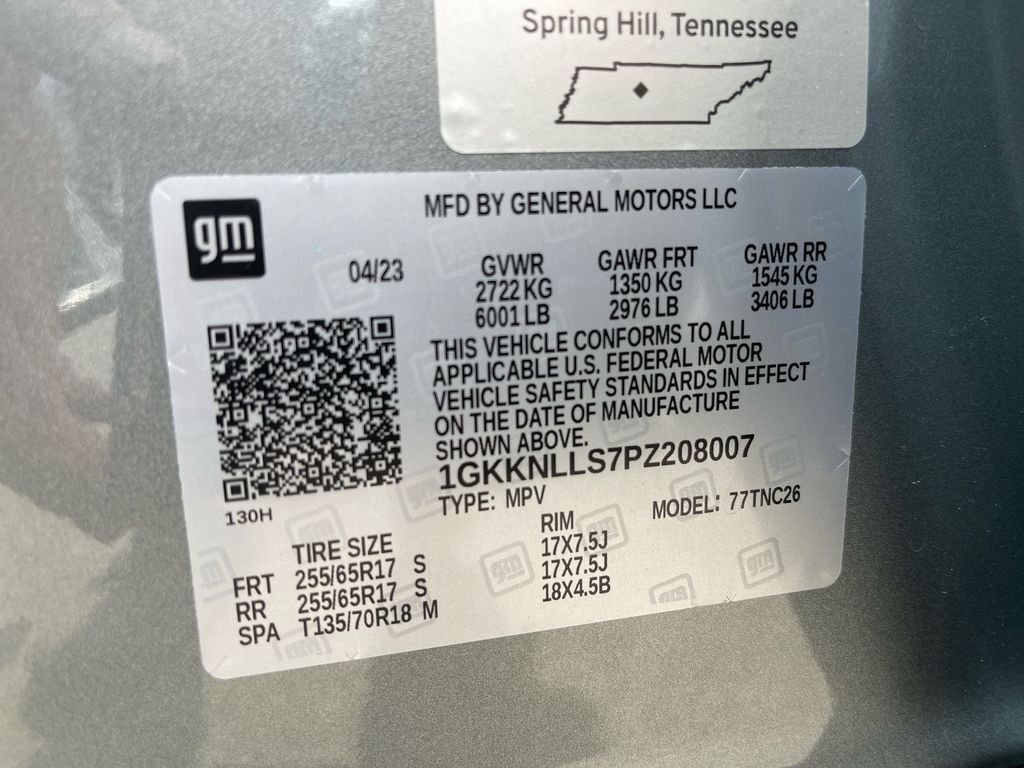 Spring Hill, Tennessee
gm
MFD BY GENERAL MOTORS LLC
04/23
GVWR GAWR FRT GAWR RR
2722 KG 1350 KG 1545 KG
6001 LB 2976 LB 3406 LB
THIS VEHICLE CONFORMS TO ALL
APPLICABLE U.S. FEDERAL MOTOR
VEHICLE SAFETY STANDARDS IN EFFECT
ON THE DATE OF MANUFACTURE
SHOWN ABOVE.
1GKKNLLS7PZ208007
TYPE: MPV MODEL: 77TNC26
130H
TIRE SIZE RIM
FRT 255/65R17 S 17X7.5J
RR 255/65R17 S 17X7.5J
SPA T135/70R18 M 18X4.5B